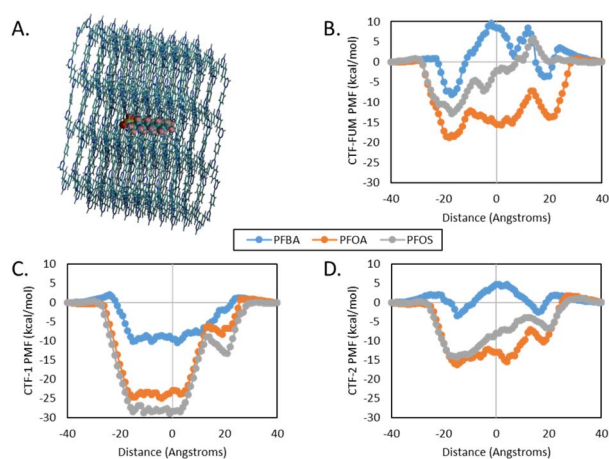 A.
B.
CTF-FUM PMF (kcal/mol)
10
5
0
-5
-10
-15
-20
-25
-30
-40 -20 0 20 40
Distance (Angstroms)
PFBA PFOA PFOS
C.
CTF-1 PMF (kcal/mol)
10
5
0
-5
-10
-15
-20
-25
-30
-40 -20 0 20 40
Distance (Angstroms)
D.
CTF-2 PMF (kcal/mol)
10
5
0
-5
-10
-15
-20
-25
-30
-40 -20 0 20 40
Distance (Angstroms)